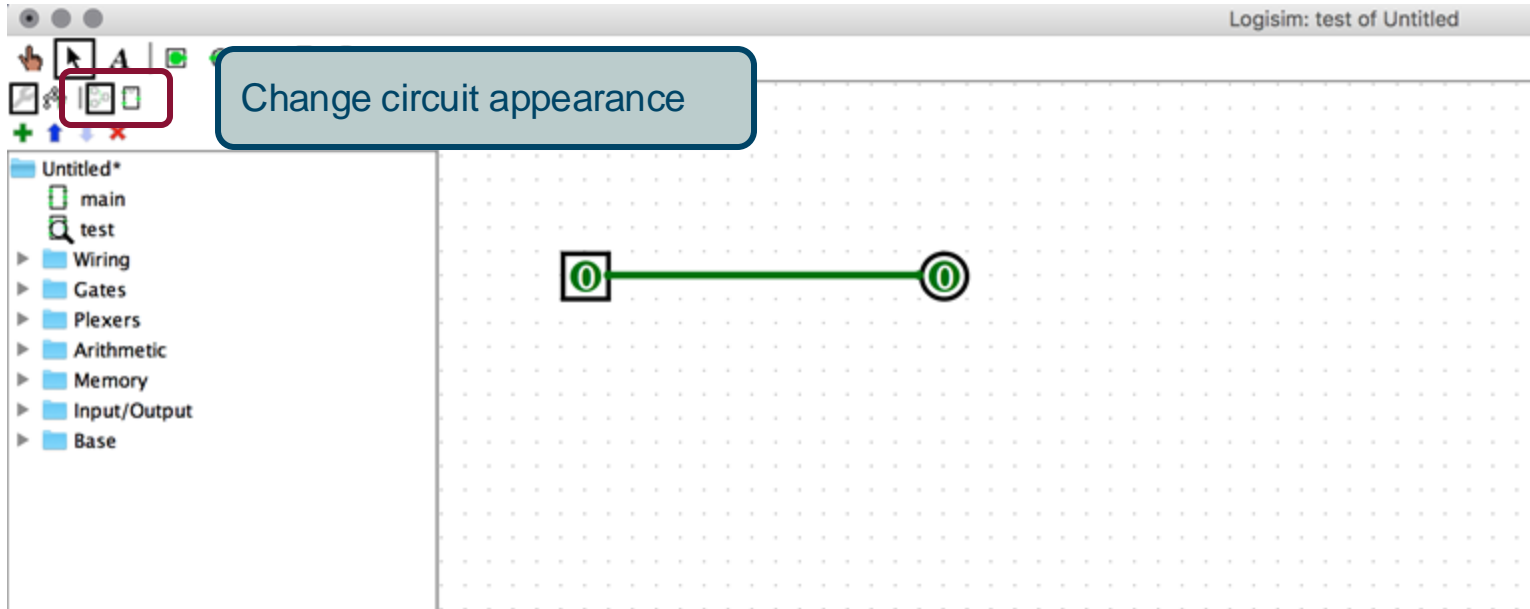 Logisim: test of Untitled
A
Change circuit appearance
Untitled*
main
test
Wiring
Gates
Plexers
Arithmetic
Memory
Input/Output
Base
0 0